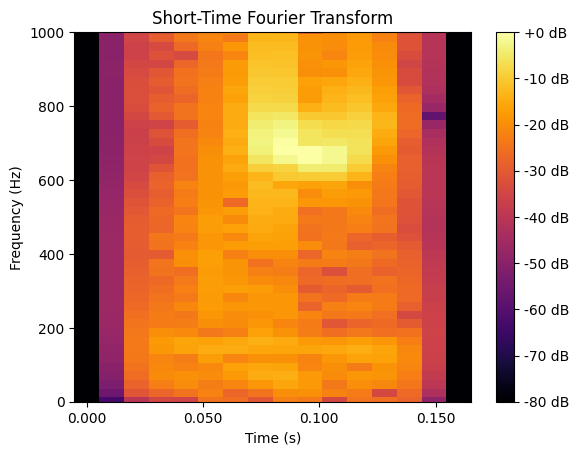 Short-Time Fourier Transform
1000
800
600
400
200
0
Frequency (Hz)
0.000
0.050
0.100
0.150
Time (s)
+0 dB
-10 dB
-20 dB
-30 dB
-40 dB
-50 dB
-60 dB
-70 dB
-80 dB